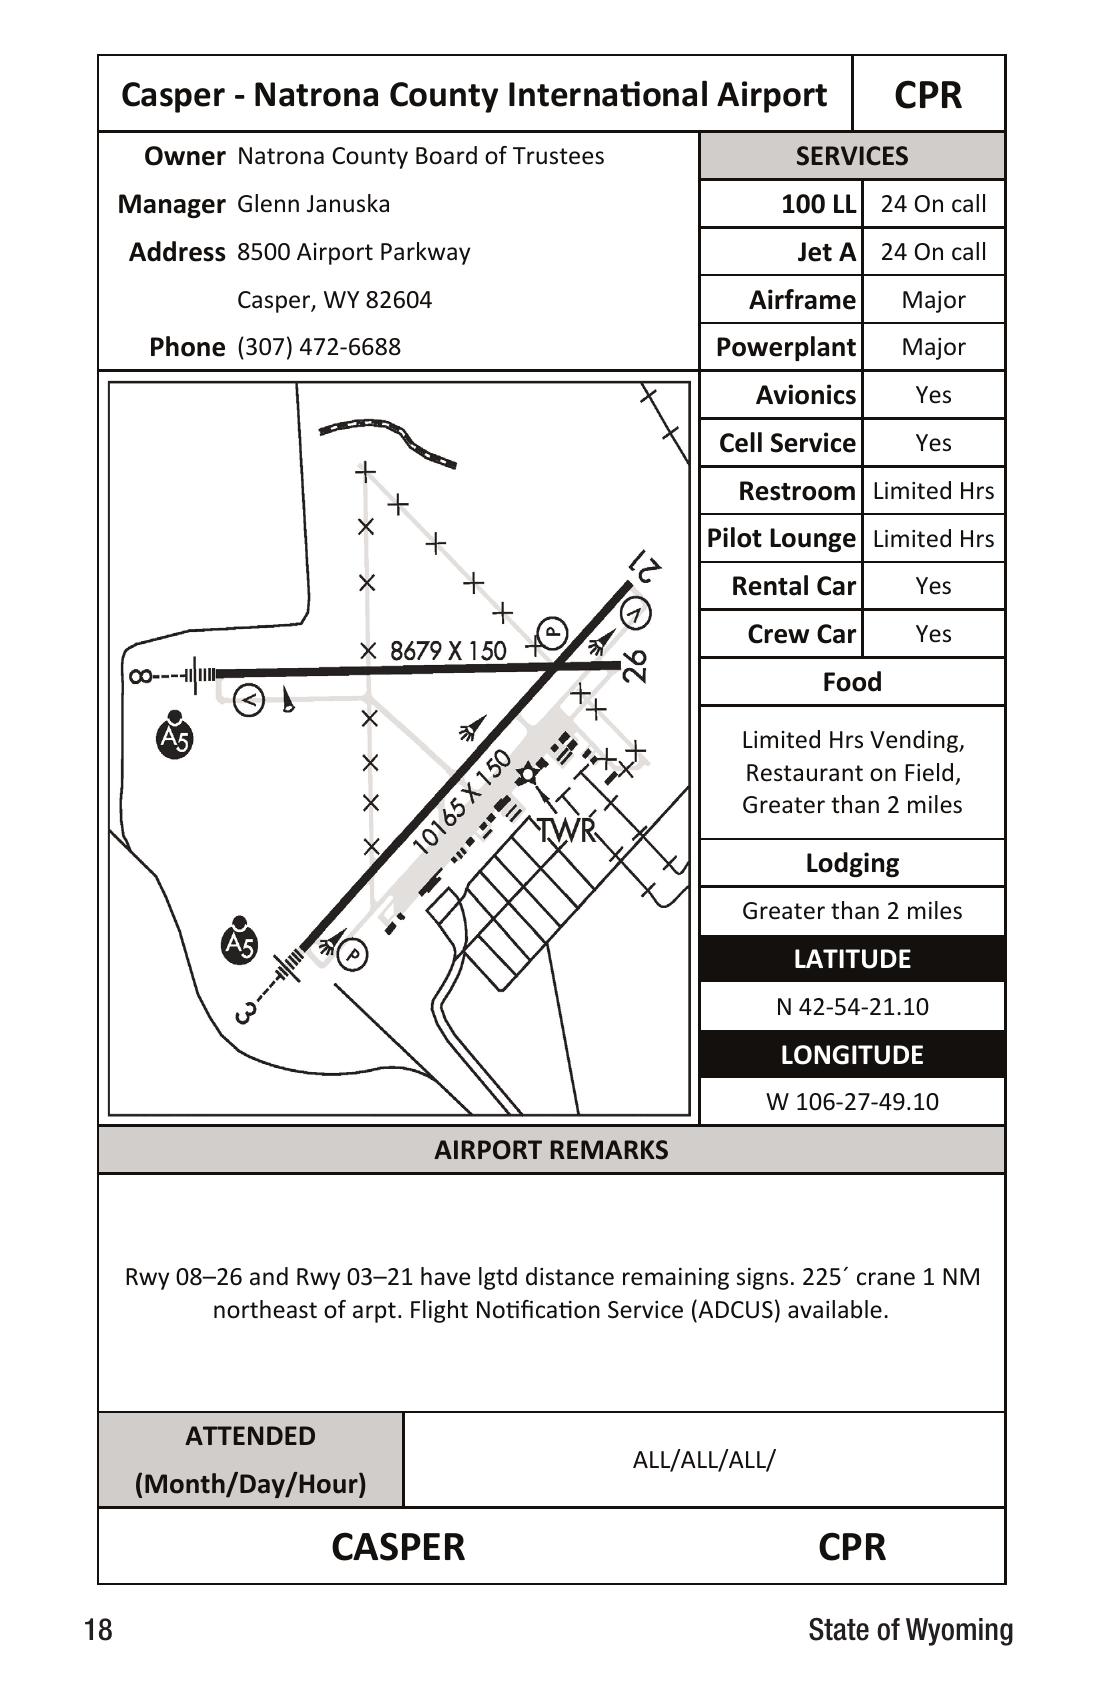 Casper - Natrona County International Airport
CPR
Owner Natrona County Board of Trustees
Manager Glenn Januska
Address 8500 Airport Parkway
Casper, WY 82604
Phone (307) 472-6688
SERVICES
100 LL 24 On call
Jet A 24 On call
Airframe Major
Powerplant Major
Avionics Yes
Cell Service Yes
Restroom Limited Hrs
Pilot Lounge Limited Hrs
Rental Car Yes
Crew Car Yes
Food
Limited Hrs Vending,
Restaurant on Field,
Greater than 2 miles
Lodging
Greater than 2 miles
LATITUDE
N 42-54-21.10
LONGITUDE
W 106-27-49.10
21
V
P
8679 X 150
26
8
V
A5
10165 X 150
TWR
A5
P
3
AIRPORT REMARKS
Rwy 08–26 and Rwy 03–21 have lgtd distance remaining signs. 225´ crane 1 NM
northeast of arpt. Flight Notification Service (ADCUS) available.
ATTENDED
(Month/Day/Hour)
ALL/ALL/ALL/
CASPER CPR
18 State of Wyoming